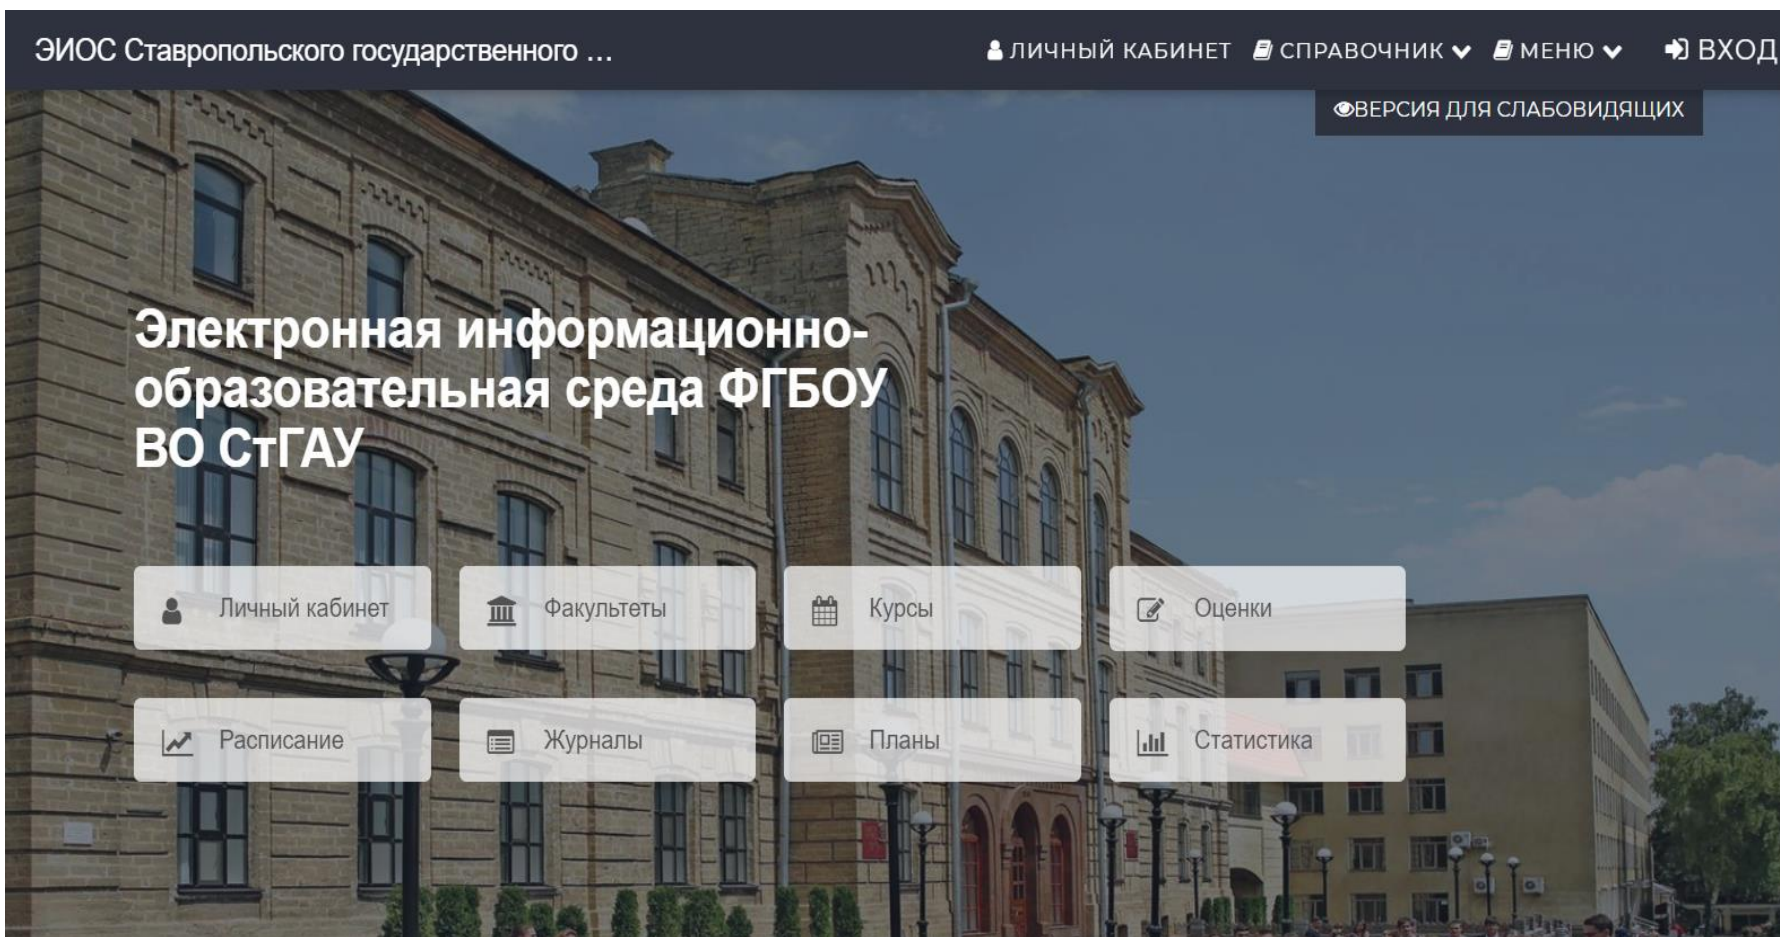 ЭИОС Ставропольского государственного ...
ЛИЧНЫЙ КАБИНЕТ СПРАВОЧНИК МЕНЮ ВХОД
ВЕРСИЯ ДЛЯ СЛАБОВИДЯЩИХ
Электронная информационно-
образовательная среда ФГБОУ
ВО СтГАУ
Личный кабинет Факультеты Курсы Оценки
Расписание Журналы Планы Статистика